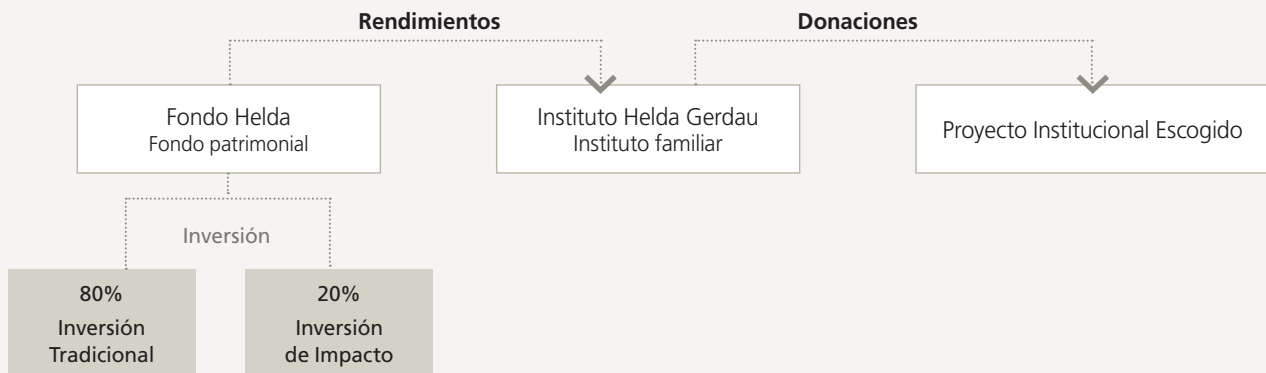 Rendimientos
Donaciones
Fondo Helda
Fondo patrimonial
Instituto Helda Gerdau
Instituto familiar
Proyecto Institucional Escogido
Inversión
80%
Inversión
Tradicional
20%
Inversión
de Impacto